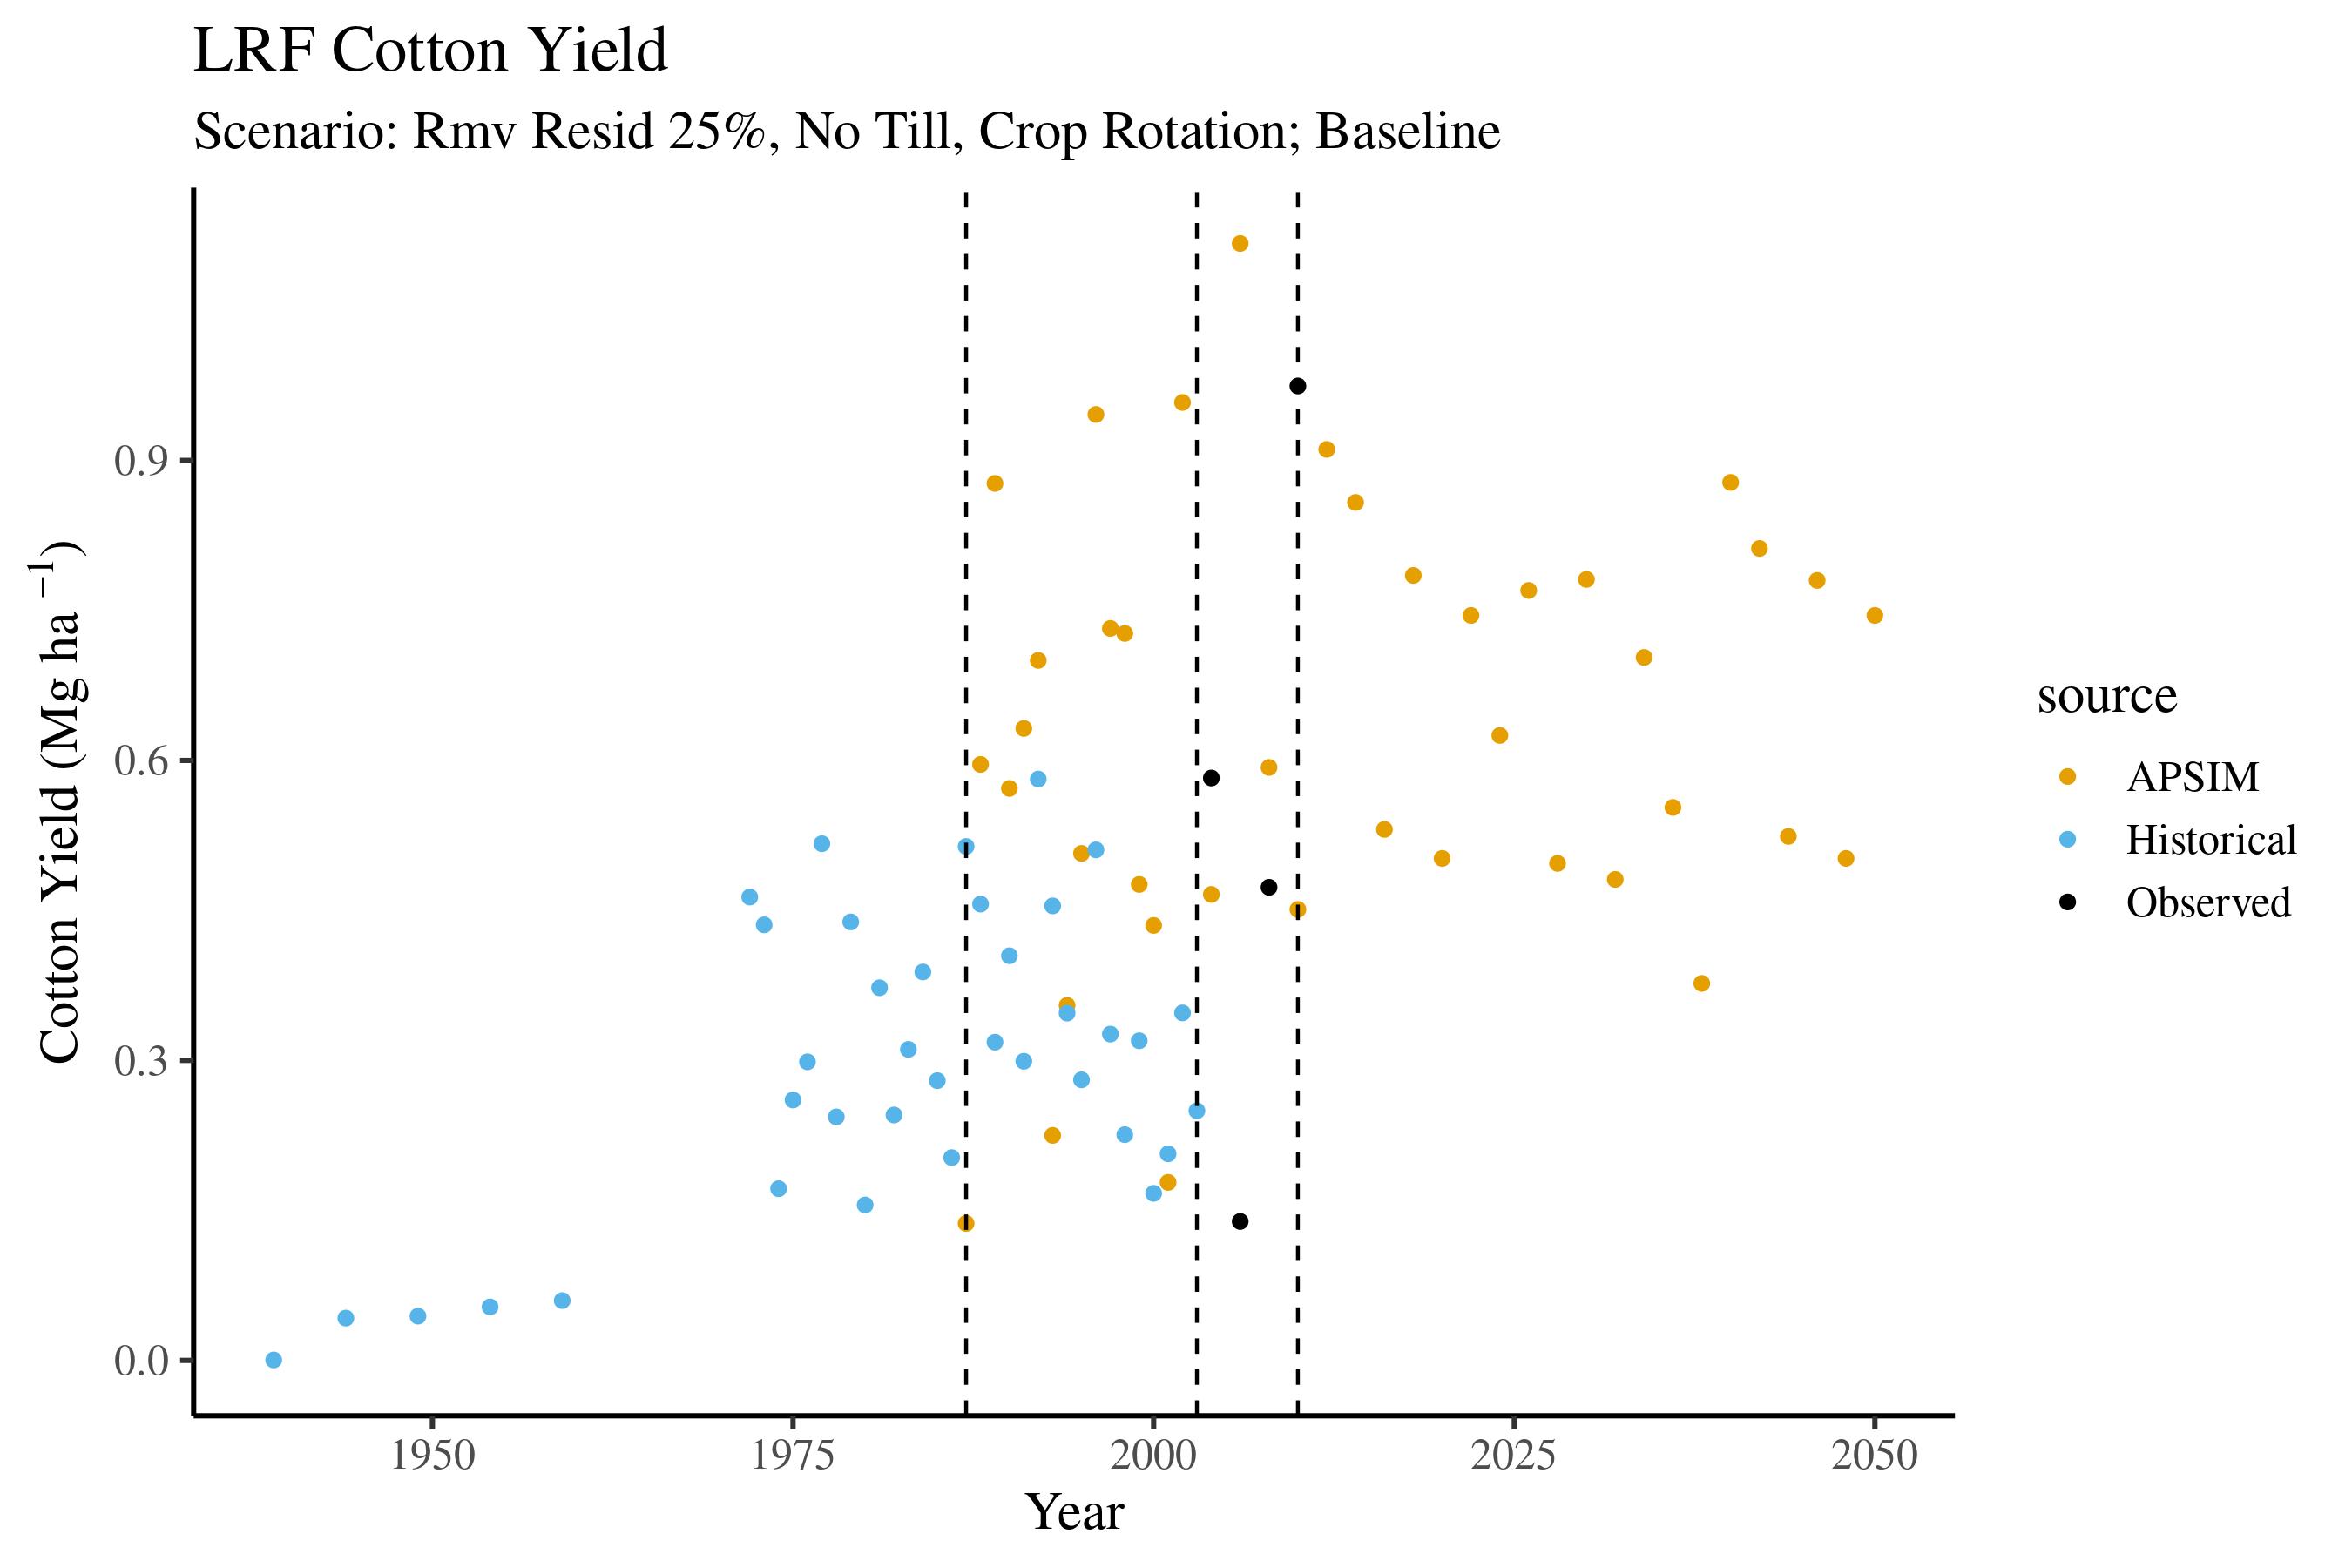 LRF Cotton Yield
Scenario: Rmv Resid 25%, No Till, Crop Rotation; Baseline
Cotton Yield (Mg ha −1)
0.9
0.6
0.3
0.0
1950 1975 2000 2025 2050
Year
source
APSIM
Historical
Observed